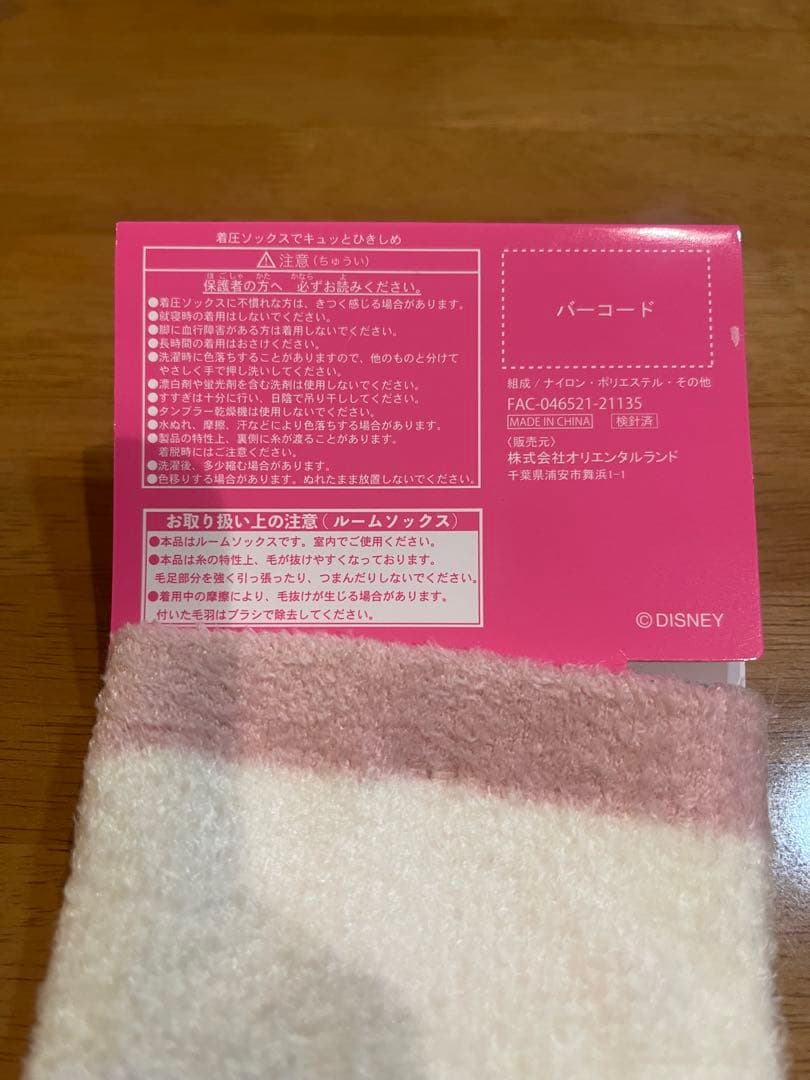 着圧ソックスでキュッとひきしめ
⚠注意(ちゅうい)
保護者の方へ 必ずお読みください。
●着圧ソックスに不慣れな方は、きつく感じる場合があります。
●就寝時の着用はしないでください。
●脚に血行障害がある方は着用しないでください。
●長時間の着用はおさけください。
●洗濯時に色落ちすることがありますので、他のものと分けて
やさしく手で押し洗いしてください。
●漂白剤や蛍光剤を含む洗剤は使用しないでください。
●すすぎは十分に行い、日陰で吊り干ししてください。
●タンブラー乾燥機は使用しないでください。
●水ぬれ、摩擦、汗などにより色落ちする場合があります。
●製品の特性上、裏側に糸が渡ることがあります。
着脱時にはご注意ください。
●洗濯後、多少縮む場合があります。
●色移りする場合があります。ぬれたまま放置しないでください。
お取り扱い上の注意(ルームソックス)
●本品はルームソックスです。室内でご使用ください。
●本品は糸の特性上、毛が抜けやすくなっております。
毛足部分を強く引っ張ったり、つまんだりしないでください。
●着用中の摩擦により、毛抜けが生じる場合があります。
付いた毛羽はブラシで除去してください。
バーコード
組成/ナイロン・ポリエステル・その他
FAC-046521-21135
MADE IN CHINA 検針済
〈販売元〉
株式会社オリエンタルランド
千葉県浦安市舞浜1-1
©DISNEY